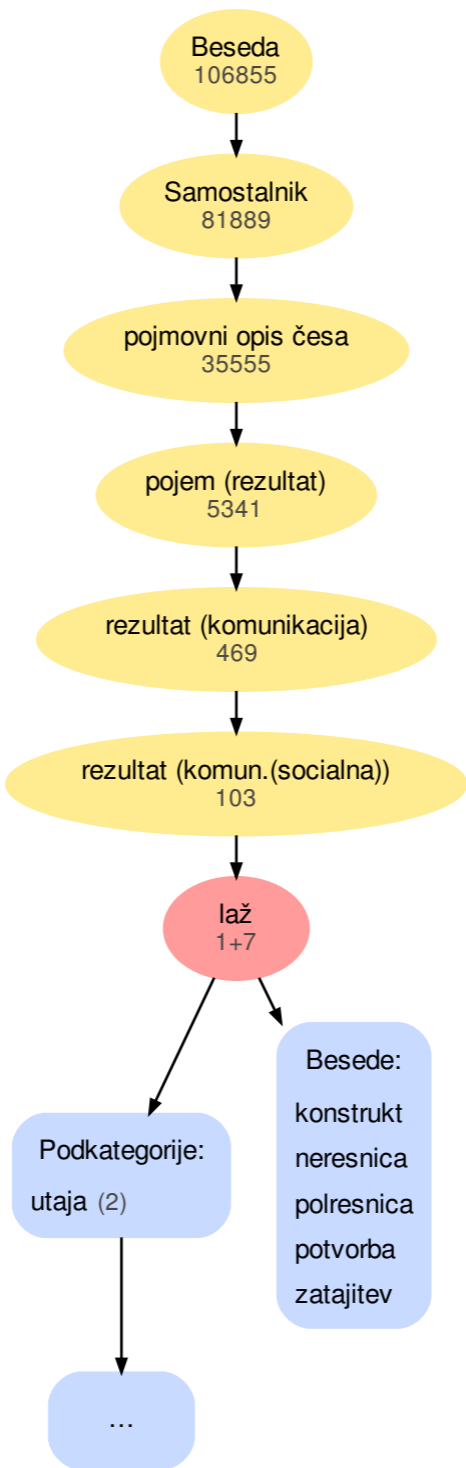 Beseda
106855
Samostalnik
81889
pojmovni opis česa
35555
pojem (rezultat)
5341
rezultat (komunikacija)
469
rezultat (komun.(socialna))
103
laž
1+7
Besede:
konstrukt
neresnica
polresnica
potvorba
zatajitev
Podkategorije:
utaja (2)
...